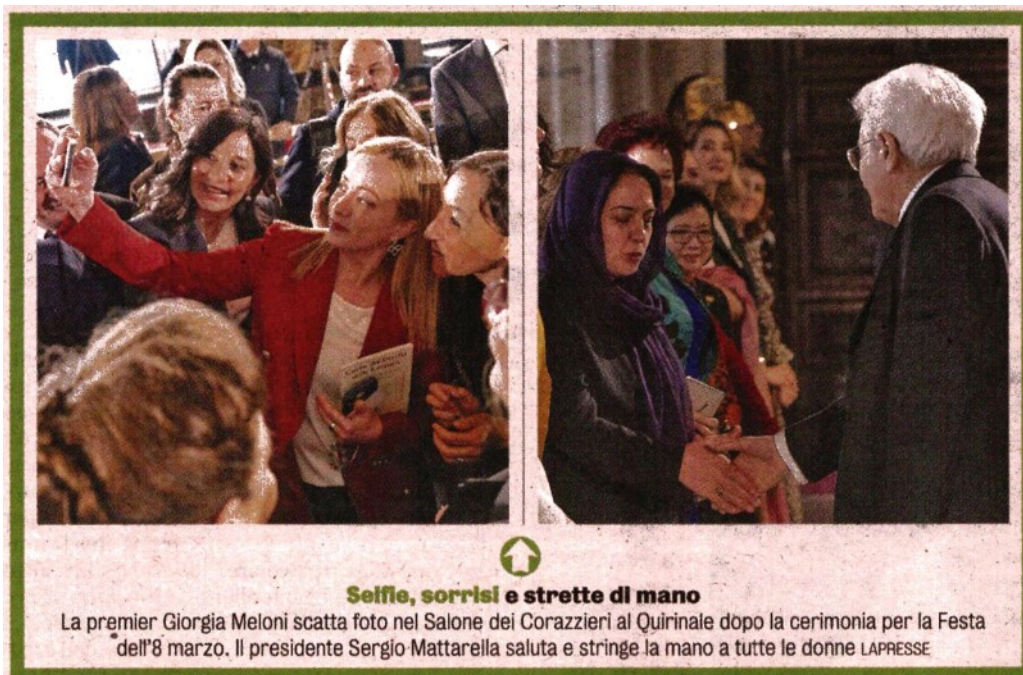 Selfie, sorrisi e strette di mano
La premier Giorgia Meloni scatta foto nel Salone dei Corazzieri al Quirinale dopo la cerimonia per la Festa
dell'8 marzo. Il presidente Sergio Mattarella saluta e stringe la mano a tutte le donne LAPRESSE